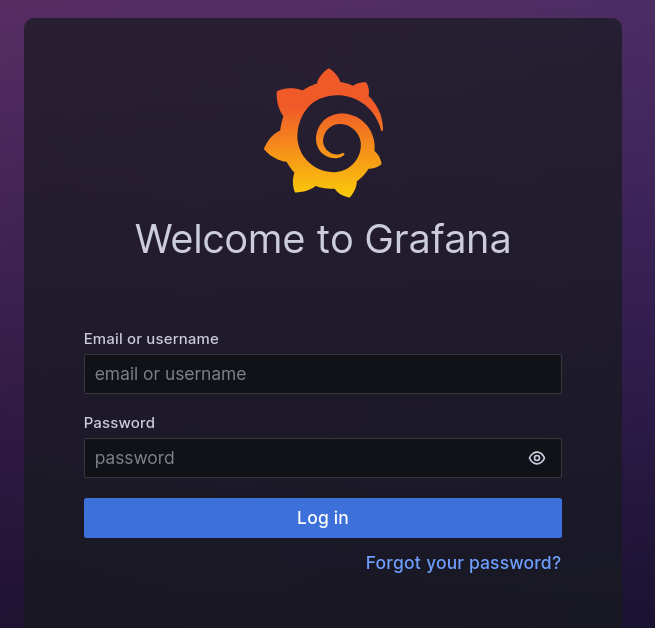 Welcome to Grafana
Email or username
email or username
Password
password
Log in
Forgot your password?